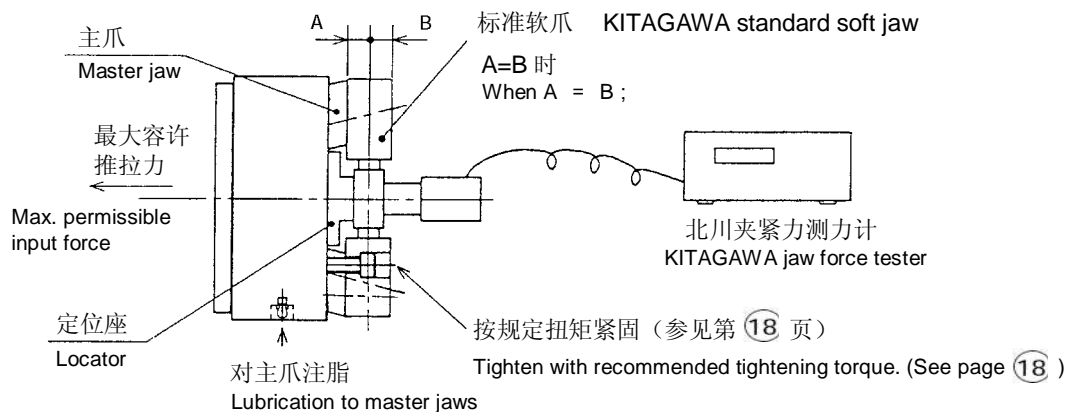 A B
标准软爪 KITAGAWA standard soft jaw
主爪
Master jaw
A=B 时
When A = B ;
最大容许
推拉力
Max. permissible
input force
北川夹紧力测力计
KITAGAWA jaw force tester
定位座
Locator
按规定扭矩紧固（参见第 18 页）
Tighten with recommended tightening torque. (See page 18 )
对主爪注脂
Lubrication to master jaws